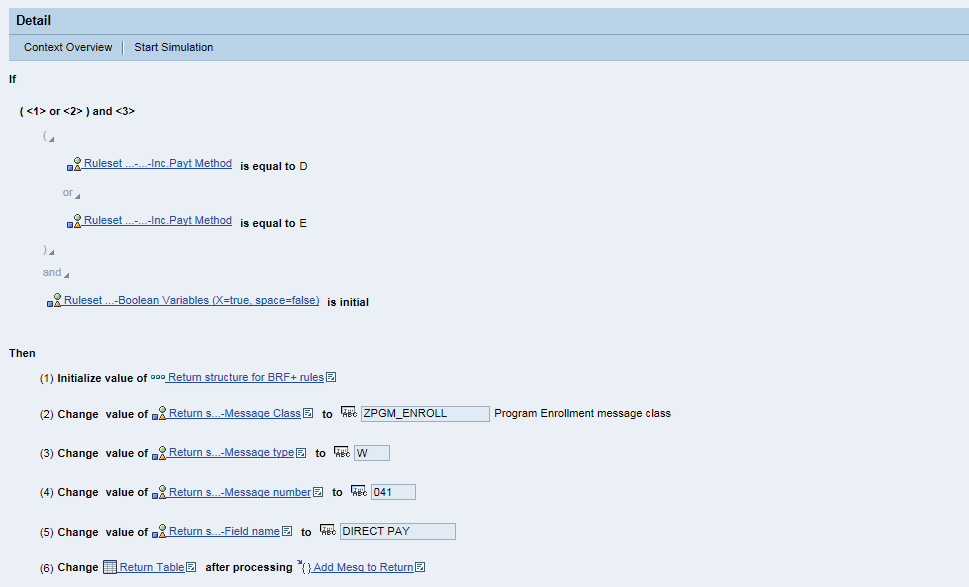 Detail
Context Overview | Start Simulation
If
( <1> or <2> ) and <3>
(
Ruleset ...-...-Inc.Payt Method is equal to D
or
Ruleset ...-...-Inc.Payt Method is equal to E
)
and
Ruleset ...-Boolean Variables (X=true, space=false) is initial
Then
(1) Initialize value of Return structure for BRF+ rules
(2) Change value of Return s...-Message Class to ABC ZPGM_ENROLL Program Enrollment message class
(3) Change value of Return s...-Message type to ABC W
(4) Change value of Return s...-Message number to ABC 041
(5) Change value of Return s...-Field name to ABC DIRECT PAY
(6) Change Return Table after processing Add Mesg to Return